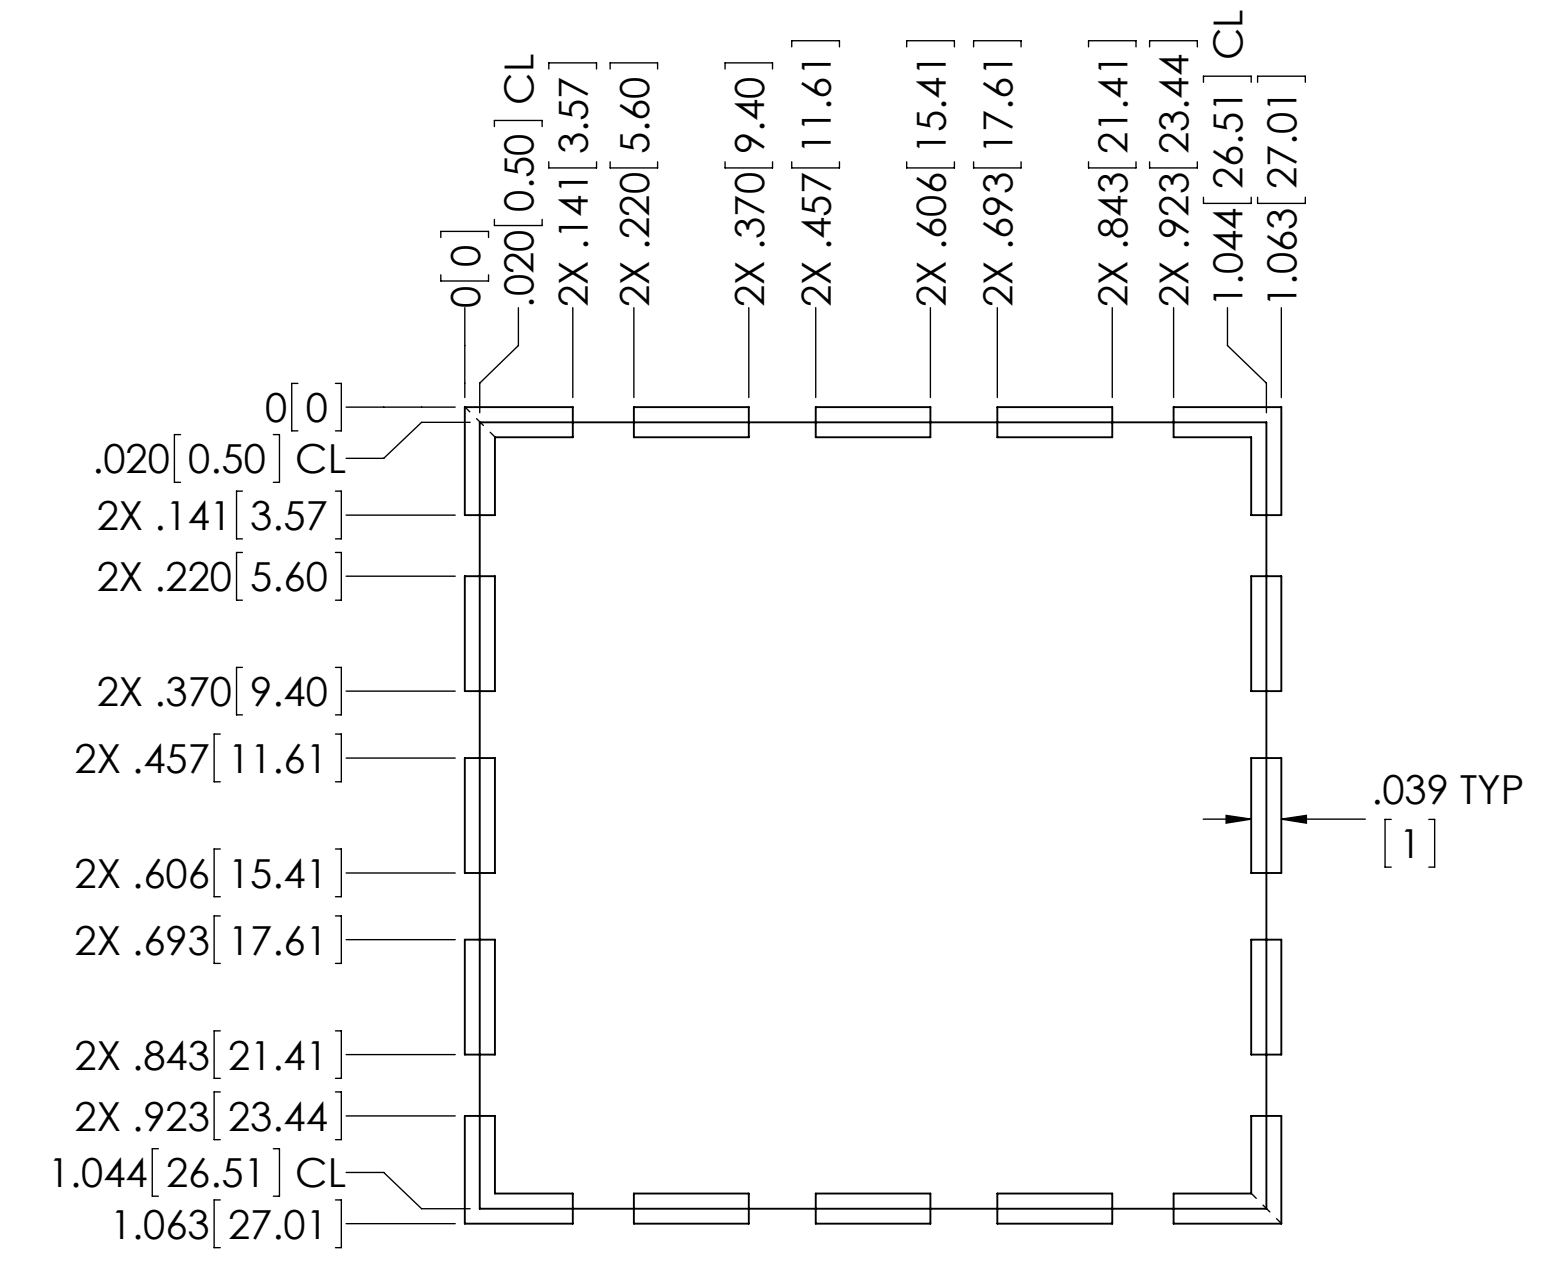 0[0]
.020[0.50] CL
2X .141[3.57]
2X .220[5.60]
2X .370[9.40]
2X .457[11.61]
2X .606[15.41]
2X .693[17.61]
2X .843[21.41]
2X .923[23.44]
1.044[26.51] CL
1.063[27.01]
0[0]
.020[0.50] CL
2X .141[3.57]
2X .220[5.60]
2X .370[9.40]
2X .457[11.61]
2X .606[15.41]
2X .693[17.61]
2X .843[21.41]
2X .923[23.44]
1.044[26.51] CL
1.063[27.01]
.039 TYP
[1]